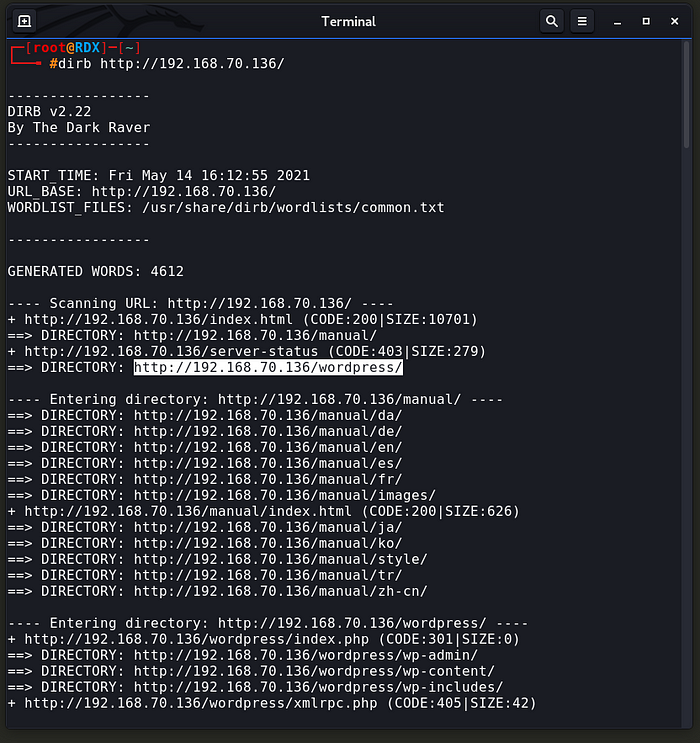 Terminal
┌─[root@RDX]─[~]
└──╼ #dirb http://192.168.70.136/
-----------------
DIRB v2.22
By The Dark Raver
-----------------
START_TIME: Fri May 14 16:12:55 2021
URL_BASE: http://192.168.70.136/
WORDLIST_FILES: /usr/share/dirb/wordlists/common.txt
-----------------
GENERATED WORDS: 4612
---- Scanning URL: http://192.168.70.136/ ----
+ http://192.168.70.136/index.html (CODE:200|SIZE:10701)
==> DIRECTORY: http://192.168.70.136/manual/
+ http://192.168.70.136/server-status (CODE:403|SIZE:279)
==> DIRECTORY: http://192.168.70.136/wordpress/
---- Entering directory: http://192.168.70.136/manual/ ----
==> DIRECTORY: http://192.168.70.136/manual/da/
==> DIRECTORY: http://192.168.70.136/manual/de/
==> DIRECTORY: http://192.168.70.136/manual/en/
==> DIRECTORY: http://192.168.70.136/manual/es/
==> DIRECTORY: http://192.168.70.136/manual/fr/
==> DIRECTORY: http://192.168.70.136/manual/images/
+ http://192.168.70.136/manual/index.html (CODE:200|SIZE:626)
==> DIRECTORY: http://192.168.70.136/manual/ja/
==> DIRECTORY: http://192.168.70.136/manual/ko/
==> DIRECTORY: http://192.168.70.136/manual/style/
==> DIRECTORY: http://192.168.70.136/manual/tr/
==> DIRECTORY: http://192.168.70.136/manual/zh-cn/
---- Entering directory: http://192.168.70.136/wordpress/ ----
+ http://192.168.70.136/wordpress/index.php (CODE:301|SIZE:0)
==> DIRECTORY: http://192.168.70.136/wordpress/wp-admin/
==> DIRECTORY: http://192.168.70.136/wordpress/wp-content/
==> DIRECTORY: http://192.168.70.136/wordpress/wp-includes/
+ http://192.168.70.136/wordpress/xmlrpc.php (CODE:405|SIZE:42)